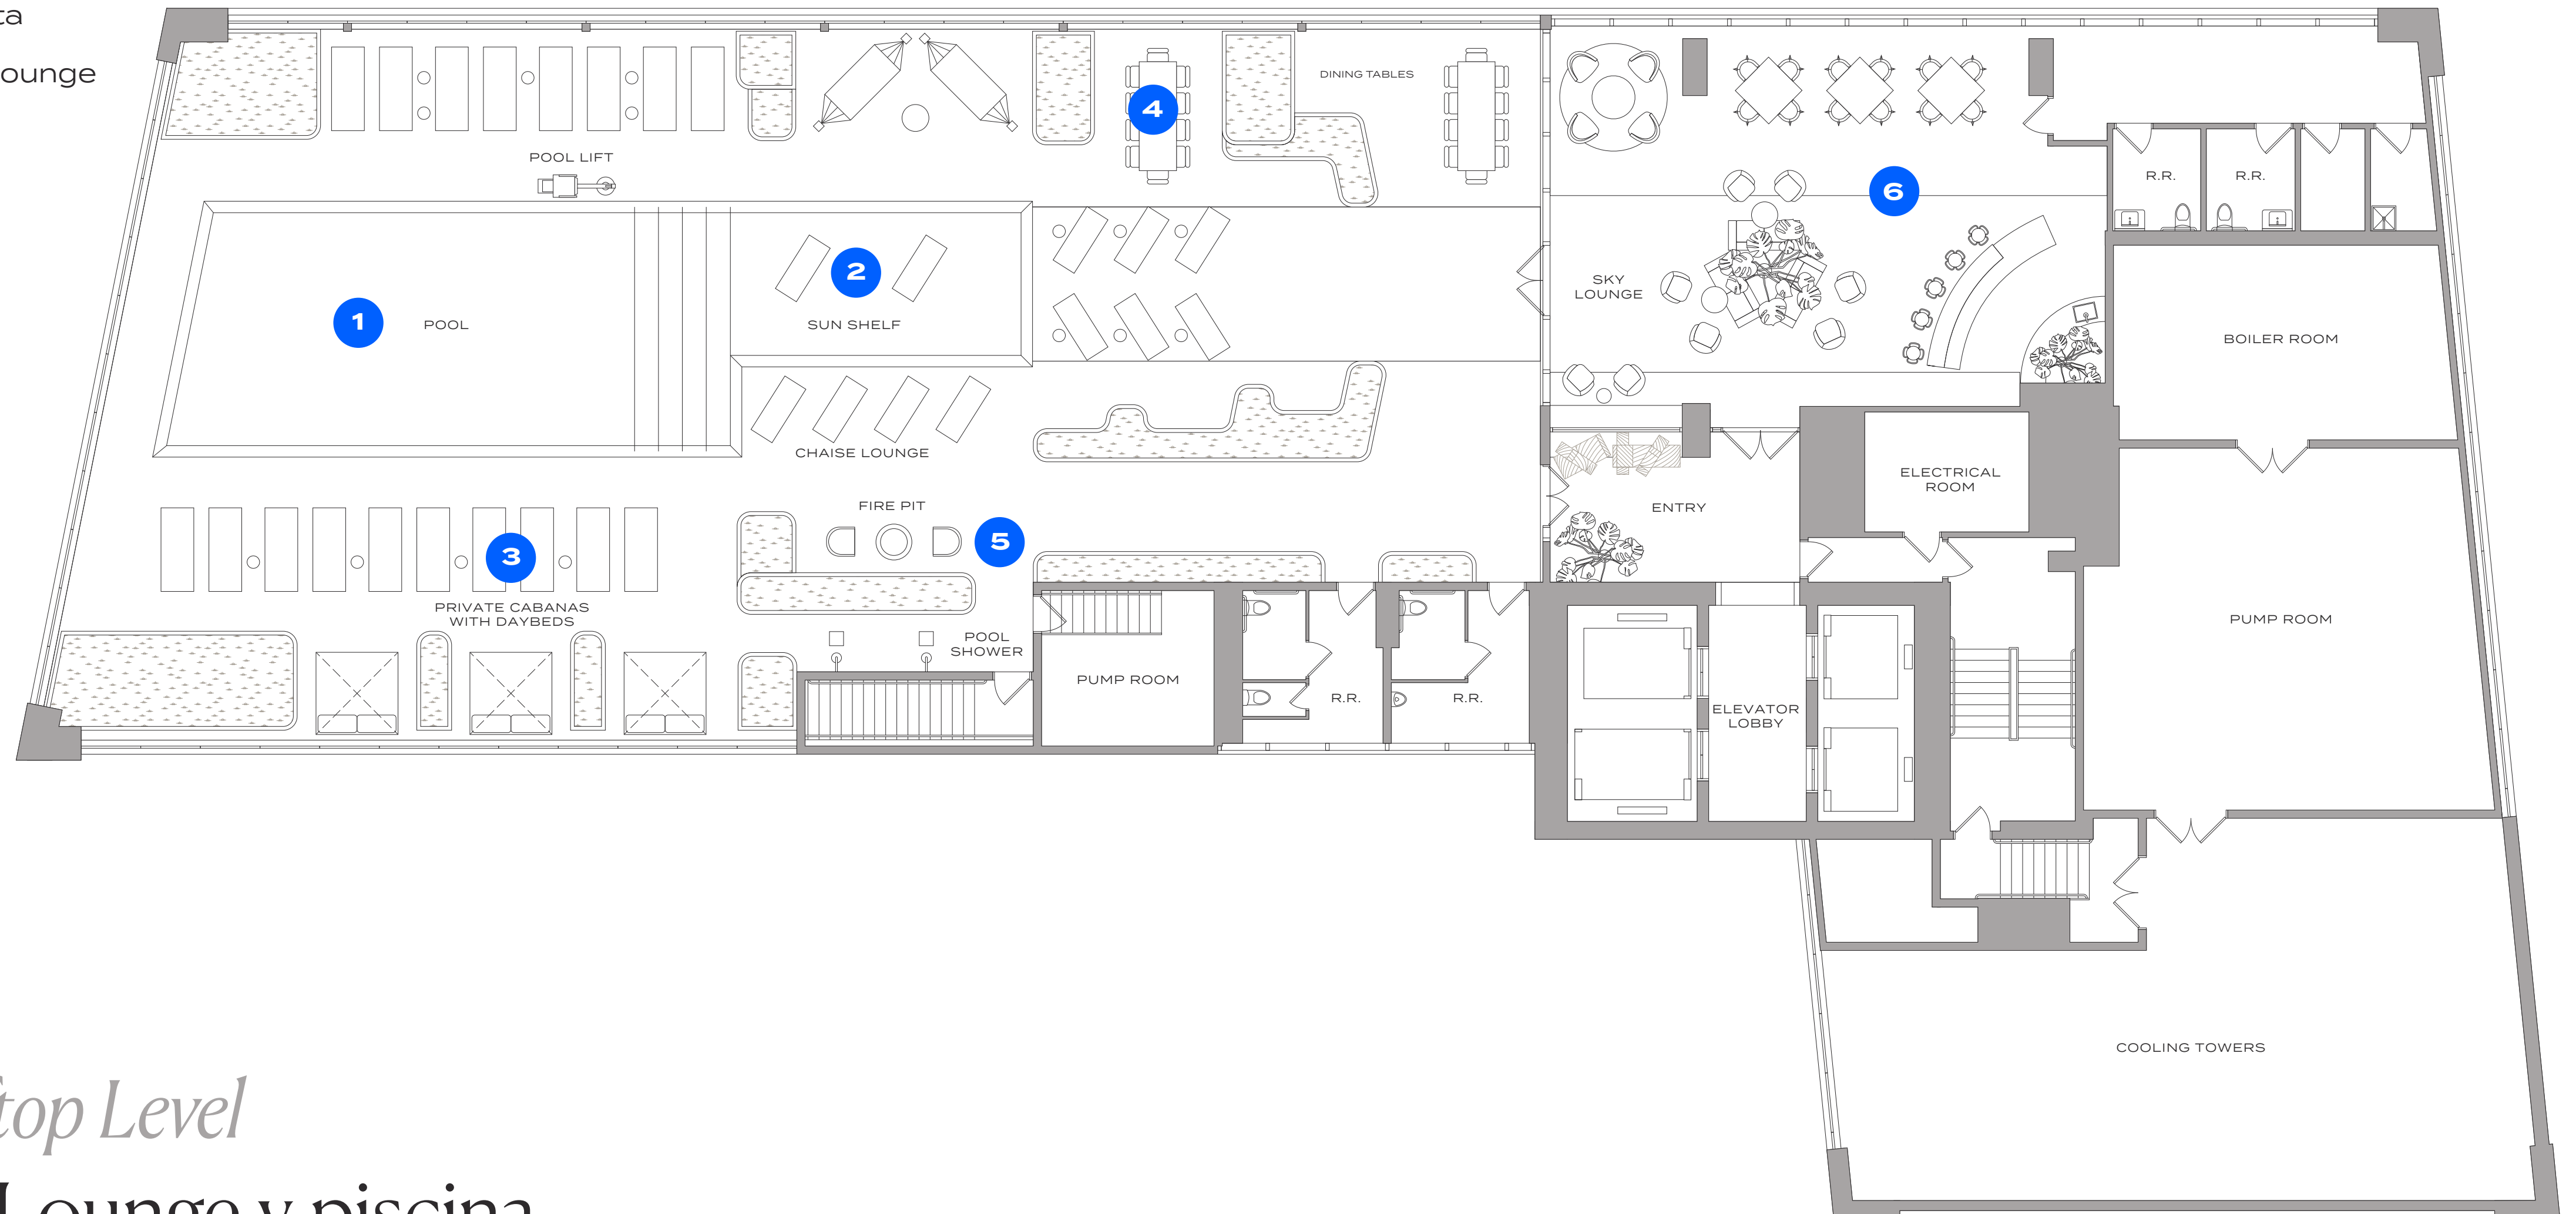 ounge
DINING TABLES
4
POOL LIFT
6
R.R.
R.R.
2
SKY
LOUNGE
1
POOL
SUN SHELF
BOILER ROOM
CHAISE LOUNGE
ELECTRICAL
ROOM
FIRE PIT
ENTRY
5
3
PRIVATE CABANAS
WITH DAYBEDS
PUMP ROOM
POOL
SHOWER
PUMP ROOM
R.R.
R.R.
ELEVATOR
LOBBY
COOLING TOWERS
top Level
Lounge y piscina